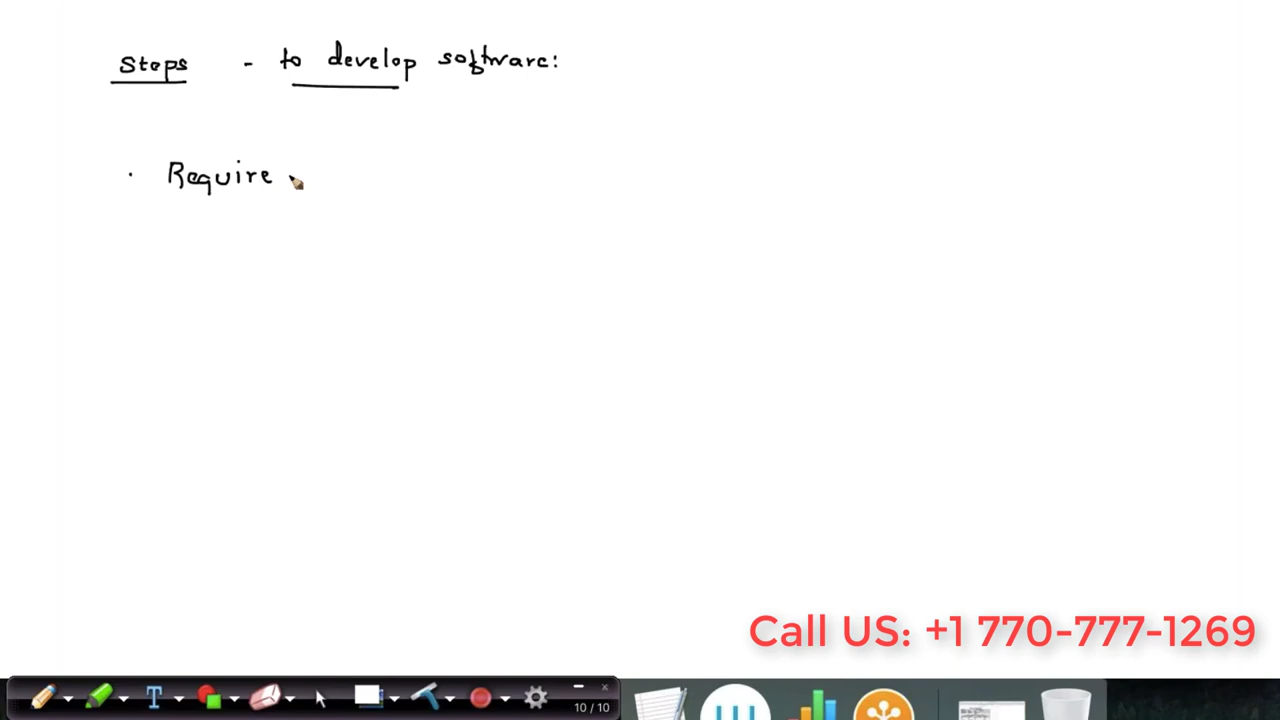 Steps - to develop software:
· Require
Call US: +1 770-777-1269
T
10 / 10